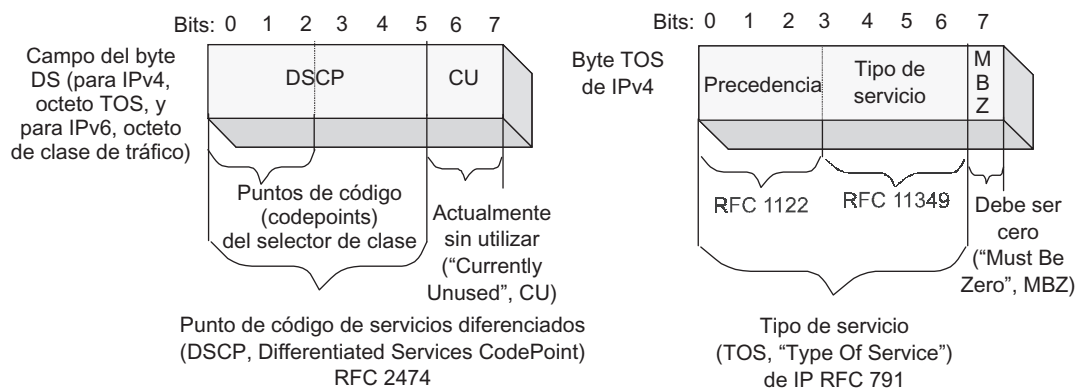 Bits: 0 1 2 3 4 5 6 7
Campo del byte
DS (para IPv4,
octeto TOS, y
para IPv6, octeto
de clase de tráfico)
DSCP
CU
Puntos de código
(codepoints)
del selector de clase
Actualmente
sin utilizar
(“Currently
Unused”, CU)
Punto de código de servicios diferenciados
(DSCP, Differentiated Services CodePoint)
RFC 2474
Bits: 0 1 2 3 4 5 6 7
Byte TOS
de IPv4
Precedencia
Tipo de
servicio
M
B
Z
RFC 1122
RFC 11349
Debe ser
cero
(“Must Be
Zero”, MBZ)
Tipo de servicio
(TOS, “Type Of Service”)
de IP RFC 791